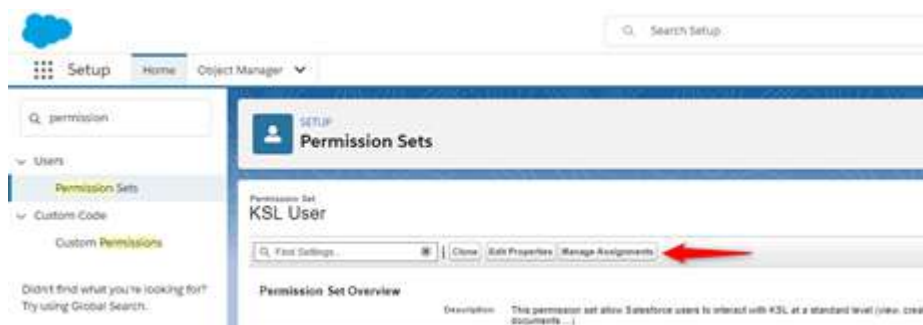 Search Setup
Setup
Home
Object Manager
permission
SETUP
Permission Sets
Users
Permission Sets
Permission Set
KSL User
Custom Code
Custom Permissions
Find Settings...
Clone
Edit Properties
Manage Assignments
Didn't find what you're looking for?
Try using Global Search.
Permission Set Overview
Description
This permission set allow Salesforce users to interact with KSL at a standard level (view,
documents ...)